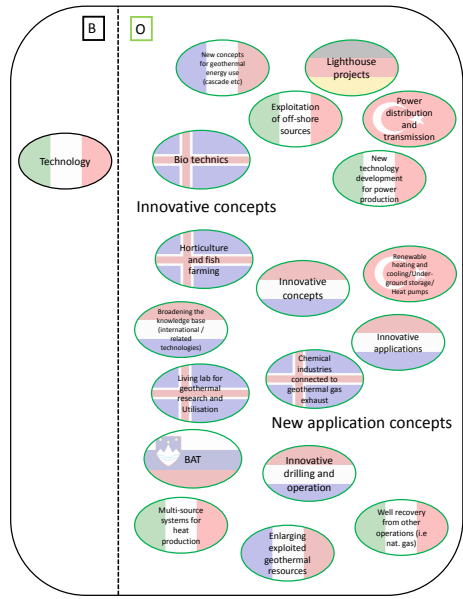 B
O
New concepts
for geothermal
energy use
(cascade etc)
Lighthouse
projects
Exploitation
of off-shore
sources
Power
distribution
and
transmission
Technology
Bio technics
New
technology
development
for power
production
Innovative concepts
Horticulture
and fish
farming
Innovative
concepts
Renewable
heating and
cooling/Under-
ground storage/
Heat pumps
Broadening the
knowledge base
(international /
related
technologies)
Innovative
applications
Living lab for
geothermal
research and
Utilisation
Chemical
industries
connected to
geothermal gas
exhaust
New application concepts
BAT
Innovative
drilling and
operation
Multi-source
systems for
heat
production
Enlarging
exploited
geothermal
resources
Well recovery
from other
operations (i.e
nat. gas)